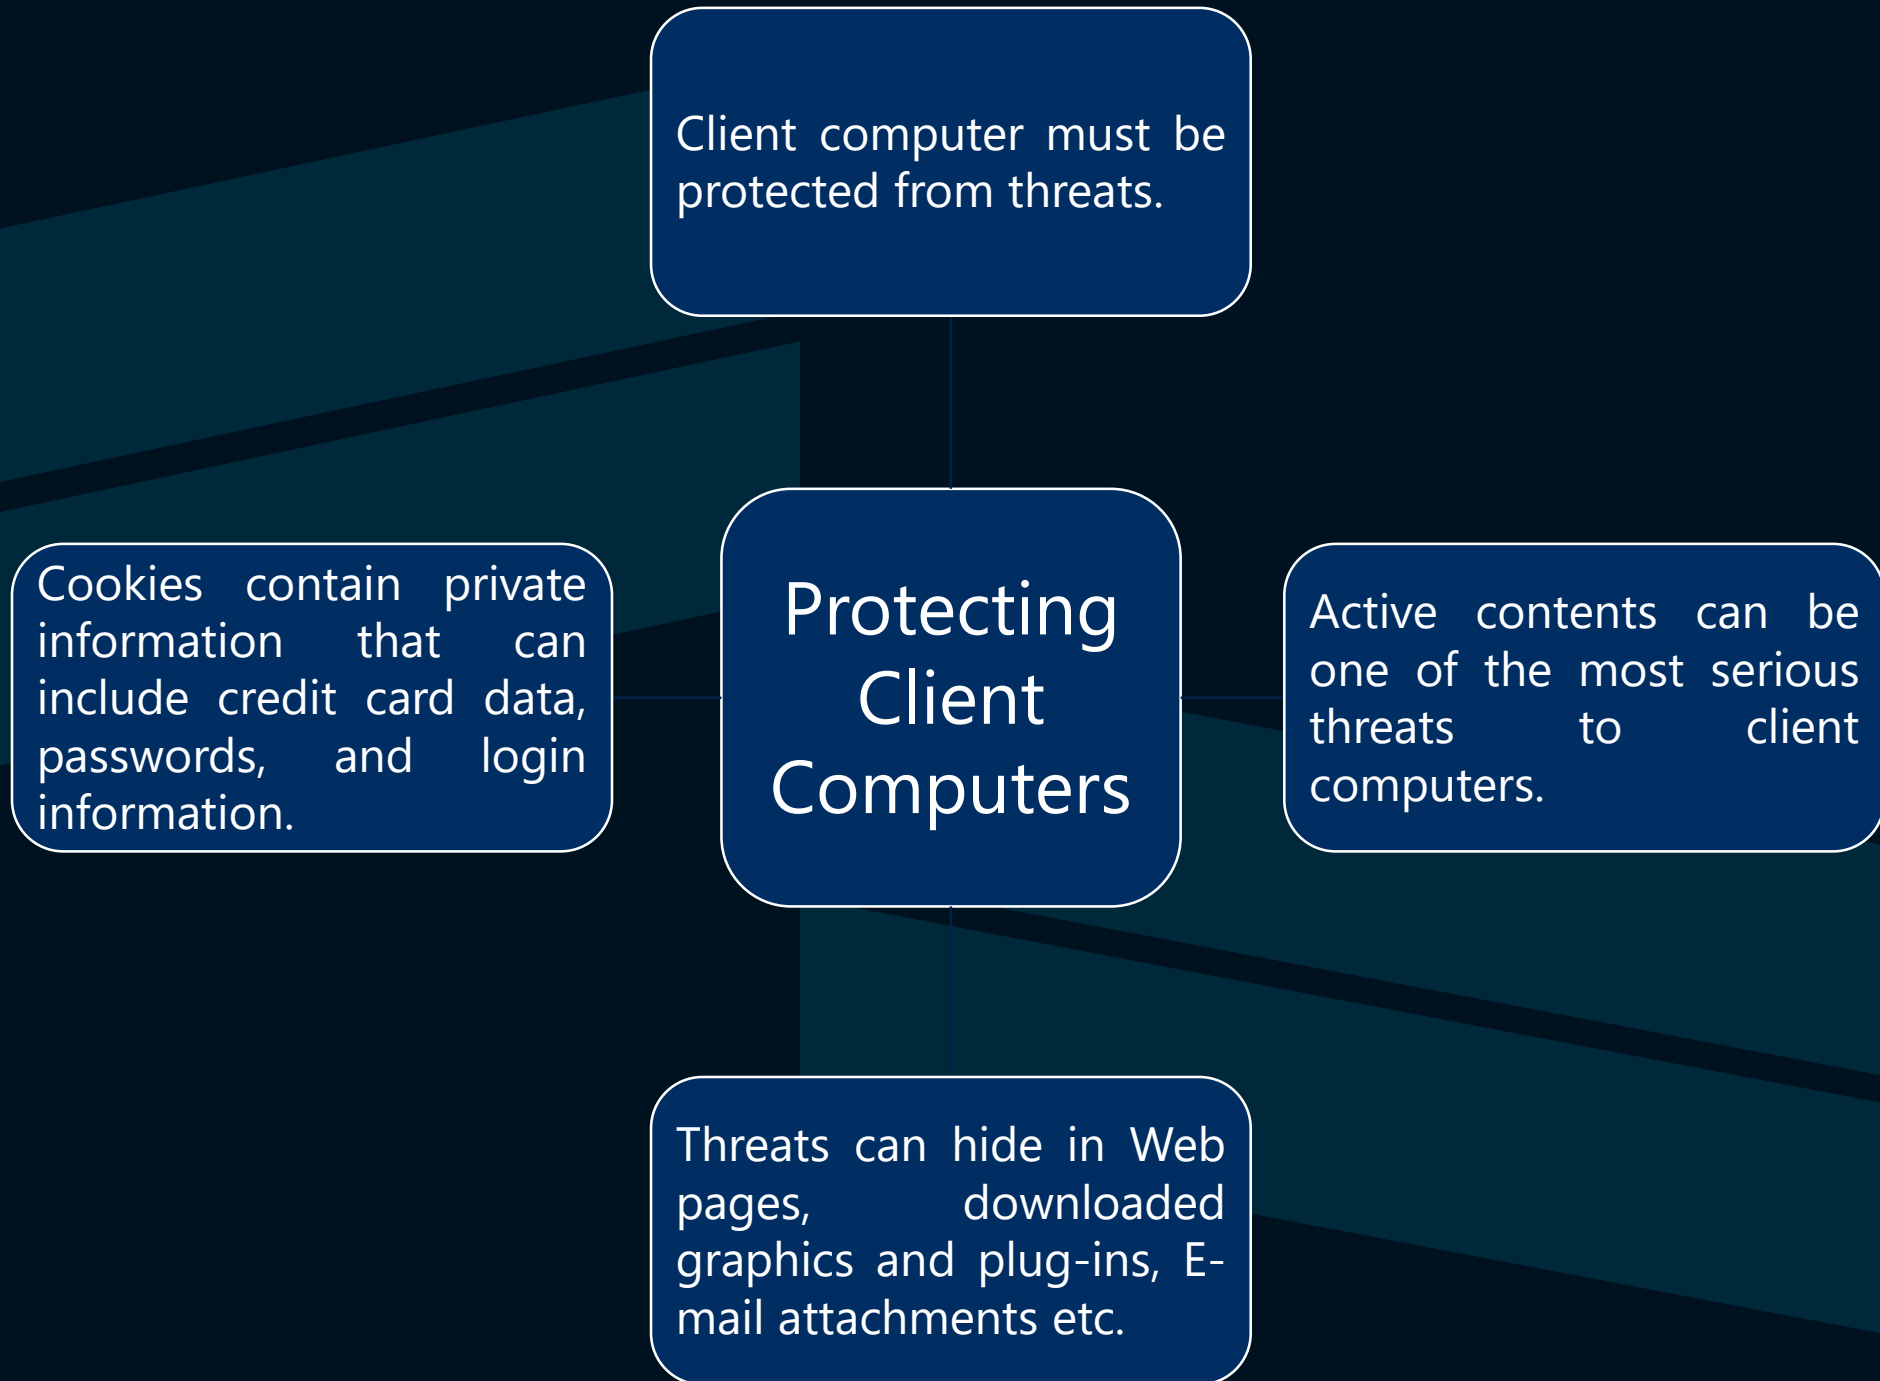 Client computer must be
protected from threats.
Cookies contain private
information that can
include credit card data,
passwords, and login
information.
Protecting
Client
Computers
Active contents can be
one of the most serious
threats to client
computers.
Threats can hide in Web
pages, downloaded
graphics and plug-ins, E-
mail attachments etc.